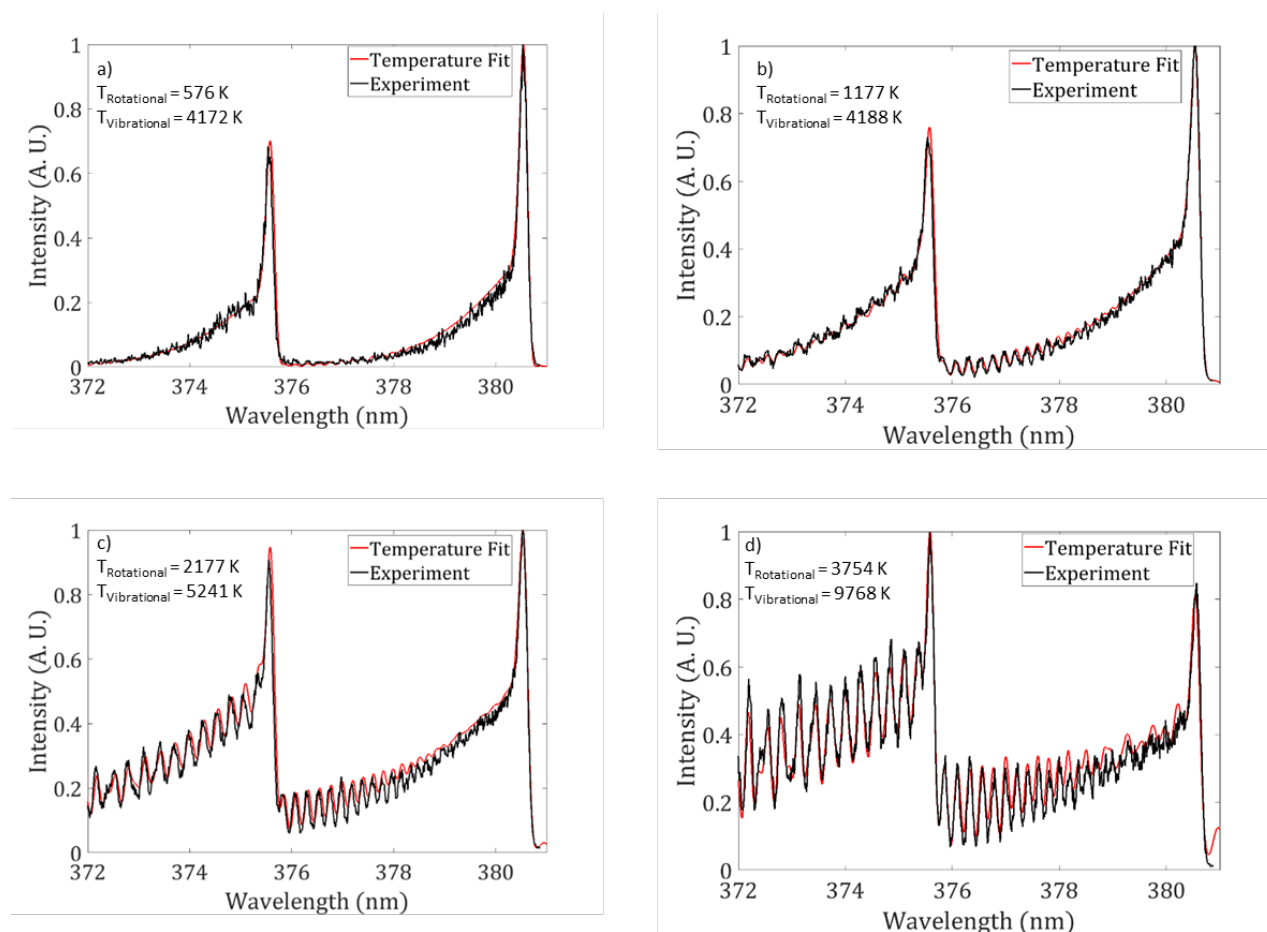 a)
T_Rotational = 576 K
T_Vibrational = 4172 K
Temperature Fit
Experiment
Intensity (A. U.)
1
0.8
0.6
0.4
0.2
0
372 374 376 378 380
Wavelength (nm)
b)
T_Rotational = 1177 K
T_Vibrational = 4188 K
Temperature Fit
Experiment
Intensity (A. U.)
1
0.8
0.6
0.4
0.2
0
372 374 376 378 380
Wavelength (nm)
c)
T_Rotational = 2177 K
T_Vibrational = 5241 K
Temperature Fit
Experiment
Intensity (A. U.)
1
0.8
0.6
0.4
0.2
0
372 374 376 378 380
Wavelength (nm)
d)
T_Rotational = 3754 K
T_Vibrational = 9768 K
Temperature Fit
Experiment
Intensity (A. U.)
1
0.8
0.6
0.4
0.2
0
372 374 376 378 380
Wavelength (nm)